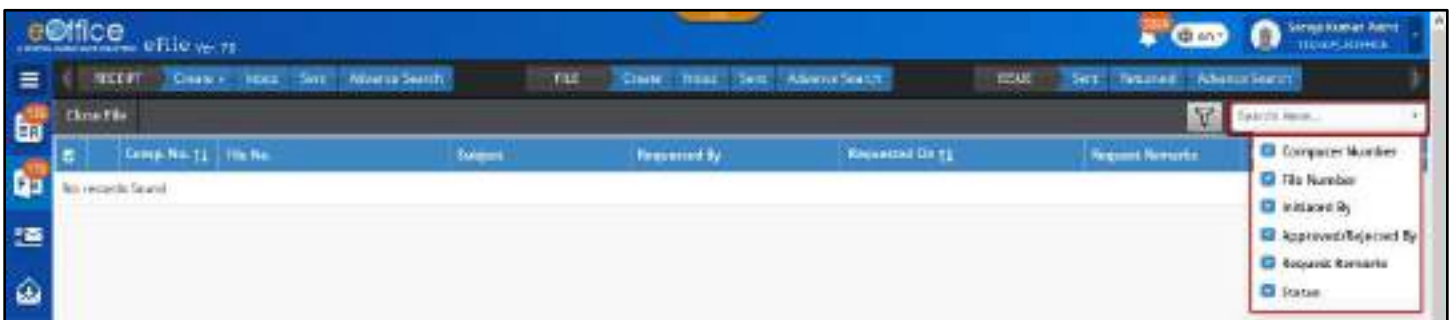 eOffice
eFile Ver 7.x
en
RECEIPT Create Inbox Sent Advance Search FILE Create Inbox Sent Advance Search Sent Returned Advance Search
Close File
Search Here...
Comp. No. File No. Subject Requested By Requested On Request Remarks
No records found
Computer Number
File Number
Initiated By
Approved/Rejected By
Request Remarks
Status